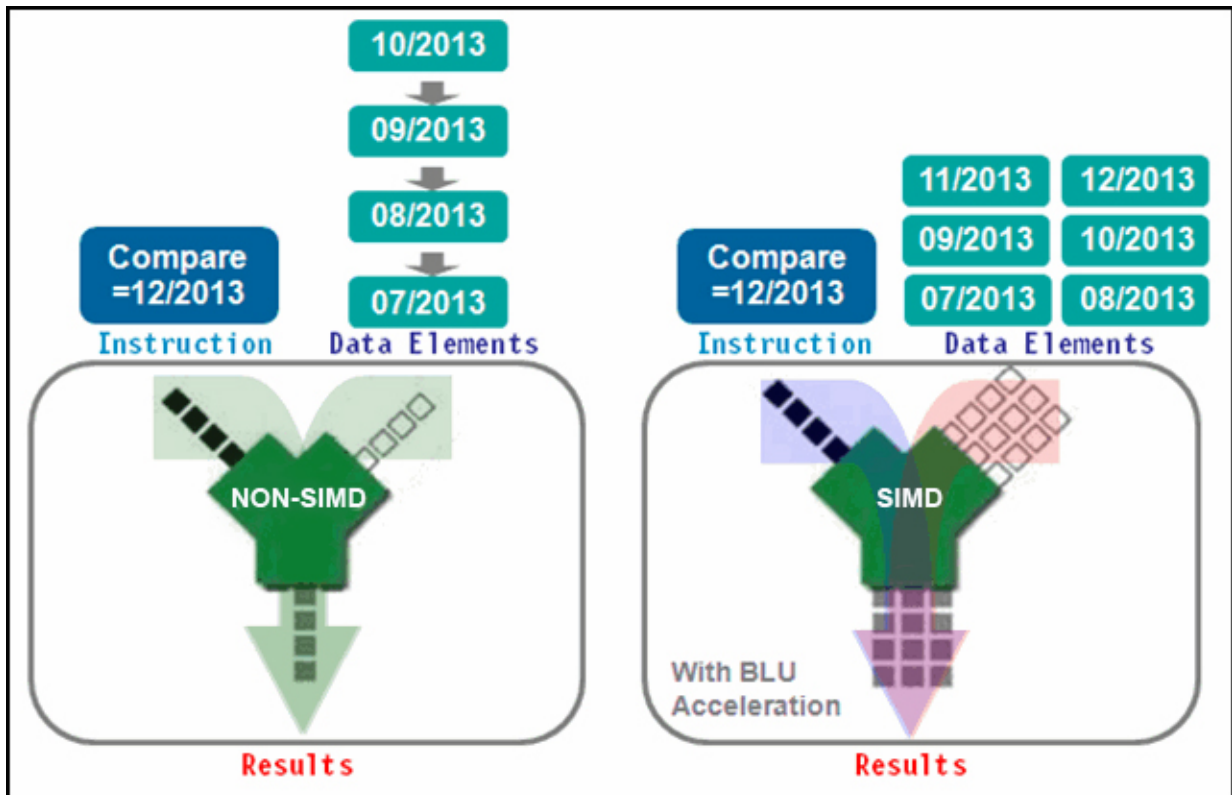 10/2013
09/2013
08/2013
07/2013
Compare
=12/2013
Instruction
Data Elements
NON-SIMD
Results
11/2013
12/2013
09/2013
10/2013
07/2013
08/2013
Compare
=12/2013
Instruction
Data Elements
SIMD
With BLU
Acceleration
Results